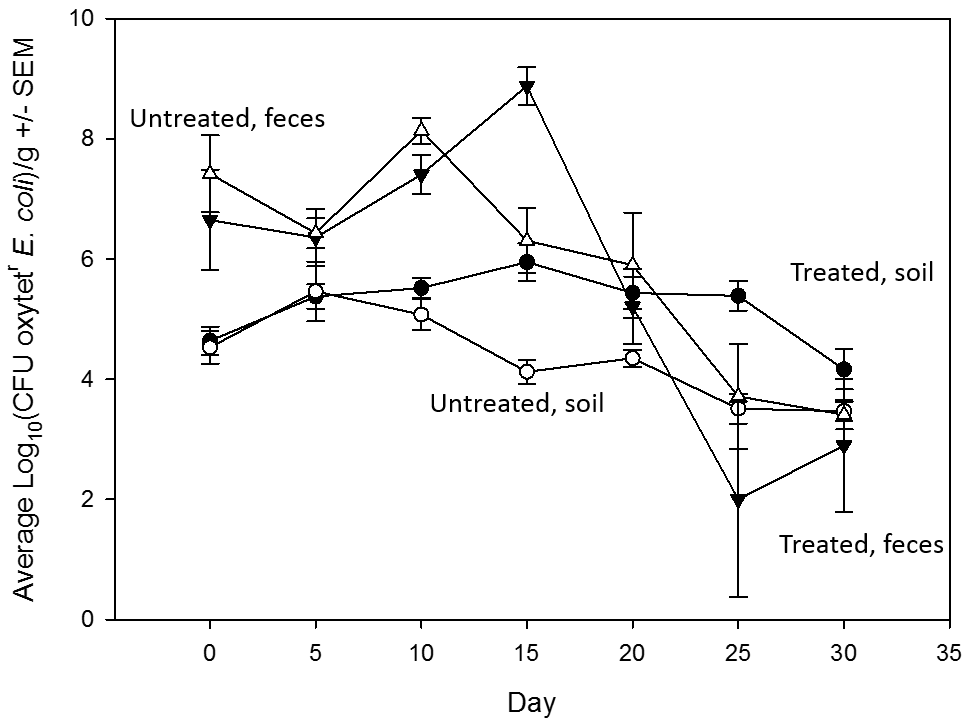 Average Log10(CFU oxytetr E. coli)/g +/- SEM
10
8
6
4
2
0
Untreated, feces
Treated, soil
Untreated, soil
Treated, feces
0 5 10 15 20 25 30 35
Day